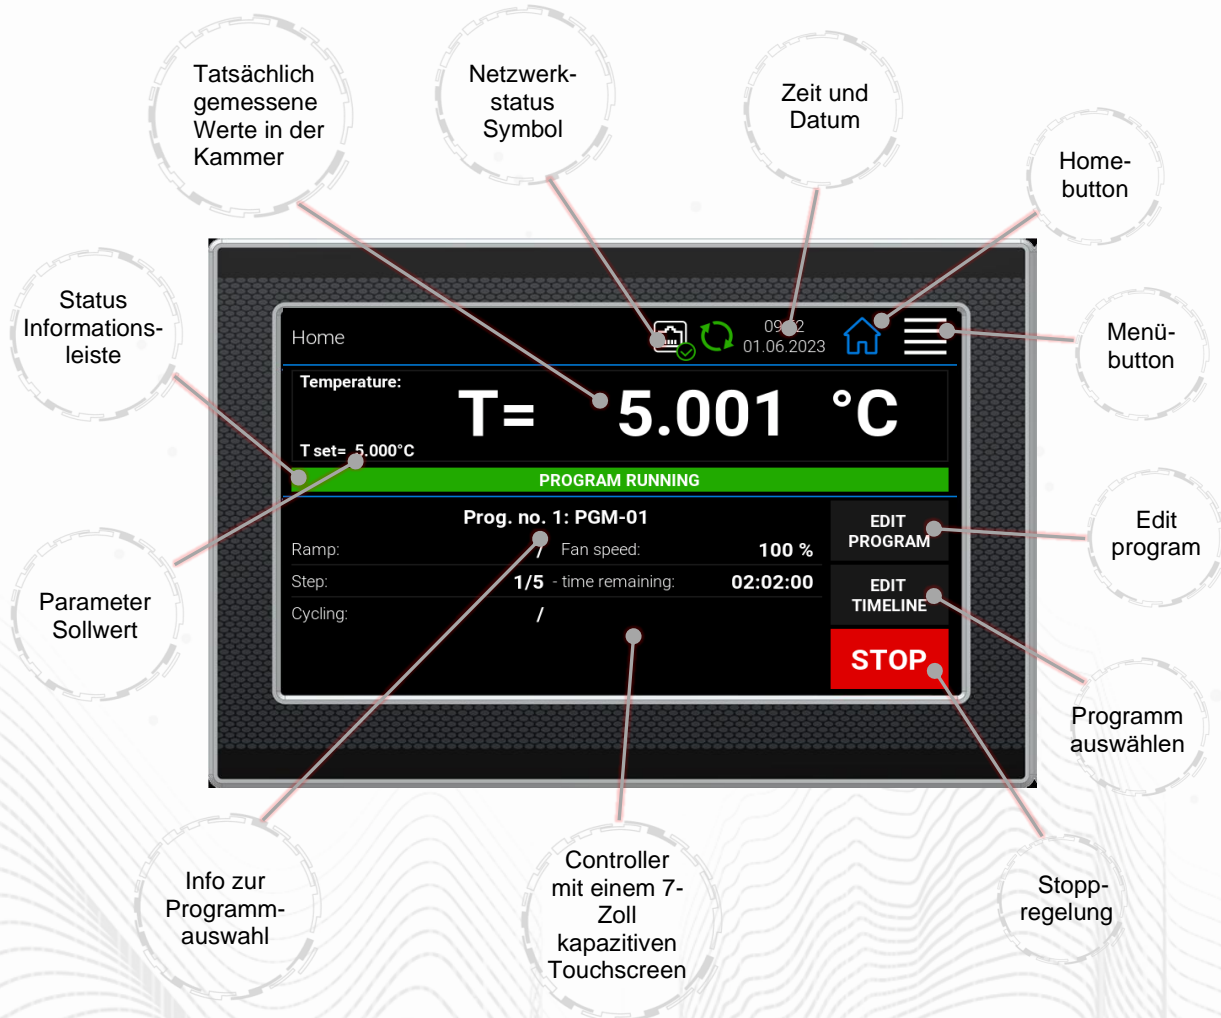 Tatsächlich
gemessene
Werte in der
Kammer
Netzwerk-
status
Symbol
Zeit und
Datum
Home-
button
Status
Informations-
leiste
Menü-
button
Parameter
Sollwert
Edit
program
Programm
auswählen
Info zur
Programm-
auswahl
Controller
mit einem 7-
Zoll
kapazitiven
Touchscreen
Stopp-
regelung
Home
01.06.2023
Temperature:
T= 5.001 °C
T set= 5.000°C
PROGRAM RUNNING
Prog. no. 1: PGM-01
Ramp: / Fan speed: 100 %
Step: 1/5 - time remaining: 02:02:00
Cycling: /
EDIT
PROGRAM
EDIT
TIMELINE
STOP